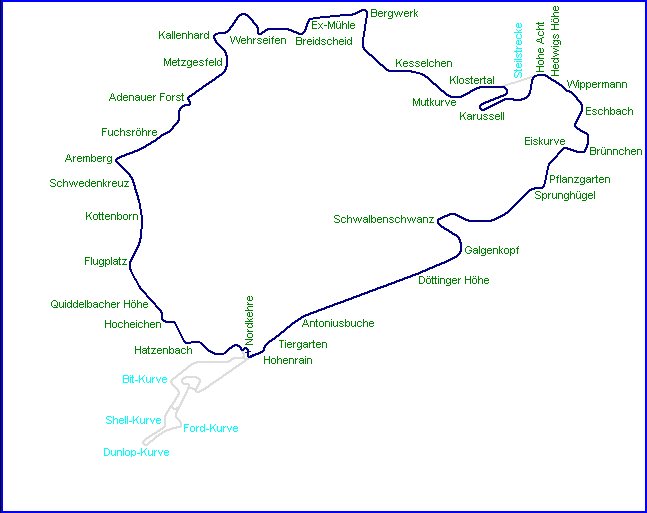 Bergwerk
Ex-Mühle
Kallenhard
Wehrseifen
Breidscheid
Steilstrecke
Hohe Acht
Hedwigs Höhe
Metzgesfeld
Kesselchen
Klostertal
Wippermann
Adenauer Forst
Mutkurve
Karussell
Eschbach
Fuchsröhre
Eiskurve
Brünnchen
Aremberg
Schwedenkreuz
Pflanzgarten
Sprunghügel
Kottenborn
Schwalbenschwanz
Galgenkopf
Flugplatz
Döttinger Höhe
Quiddelbacher Höhe
Nordkehre
Hocheichen
Antoniusbuche
Hatzenbach
Tiergarten
Hohenrain
Bit-Kurve
Shell-Kurve
Ford-Kurve
Dunlop-Kurve